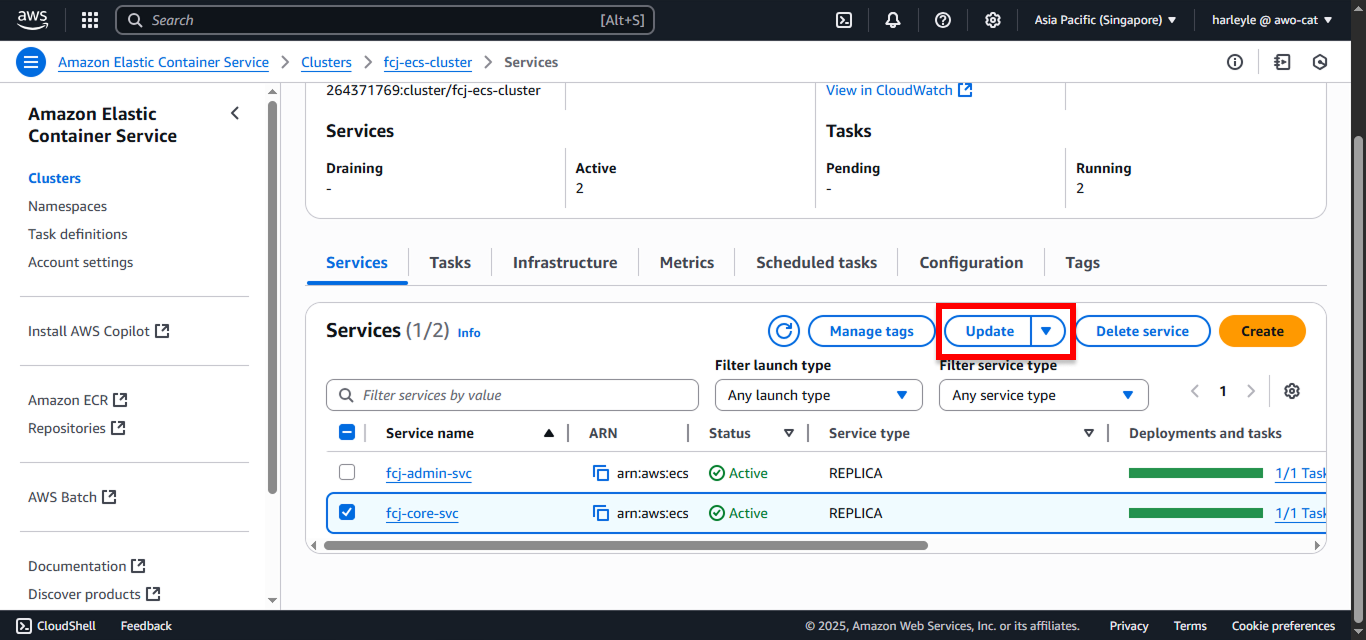 aws
Search [Alt+S]
Asia Pacific (Singapore)
harleyle @ awo-cat
Amazon Elastic Container Service
Clusters
fcj-ecs-cluster
Services
Amazon Elastic
Container Service
Clusters
Namespaces
Task definitions
Account settings
Install AWS Copilot
Amazon ECR
Repositories
AWS Batch
Documentation
Discover products
264371769:cluster/fcj-ecs-cluster
View in CloudWatch
Services
Tasks
Draining
-
Active
2
Pending
-
Running
2
Services Tasks Infrastructure Metrics Scheduled tasks Configuration Tags
Services (1/2) Info
Manage tags Update Delete service Create
Filter launch type
Filter service type
Filter services by value
Any launch type
Any service type
1
Service name ARN Status Service type Deployments and tasks
fcj-admin-svc arn:aws:ecs Active REPLICA 1/1 Task
fcj-core-svc arn:aws:ecs Active REPLICA 1/1 Task
CloudShell Feedback © 2025, Amazon Web Services, Inc. or its affiliates. Privacy Terms Cookie preferences